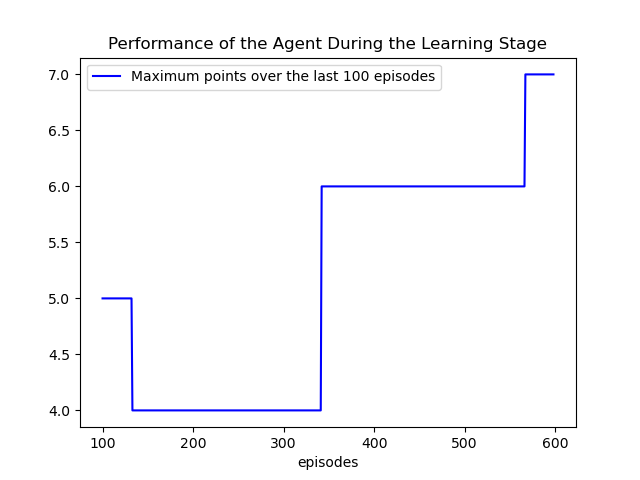 Performance of the Agent During the Learning Stage
Maximum points over the last 100 episodes
7.0
6.5
6.0
5.5
5.0
4.5
4.0
100 200 300 400 500 600
episodes